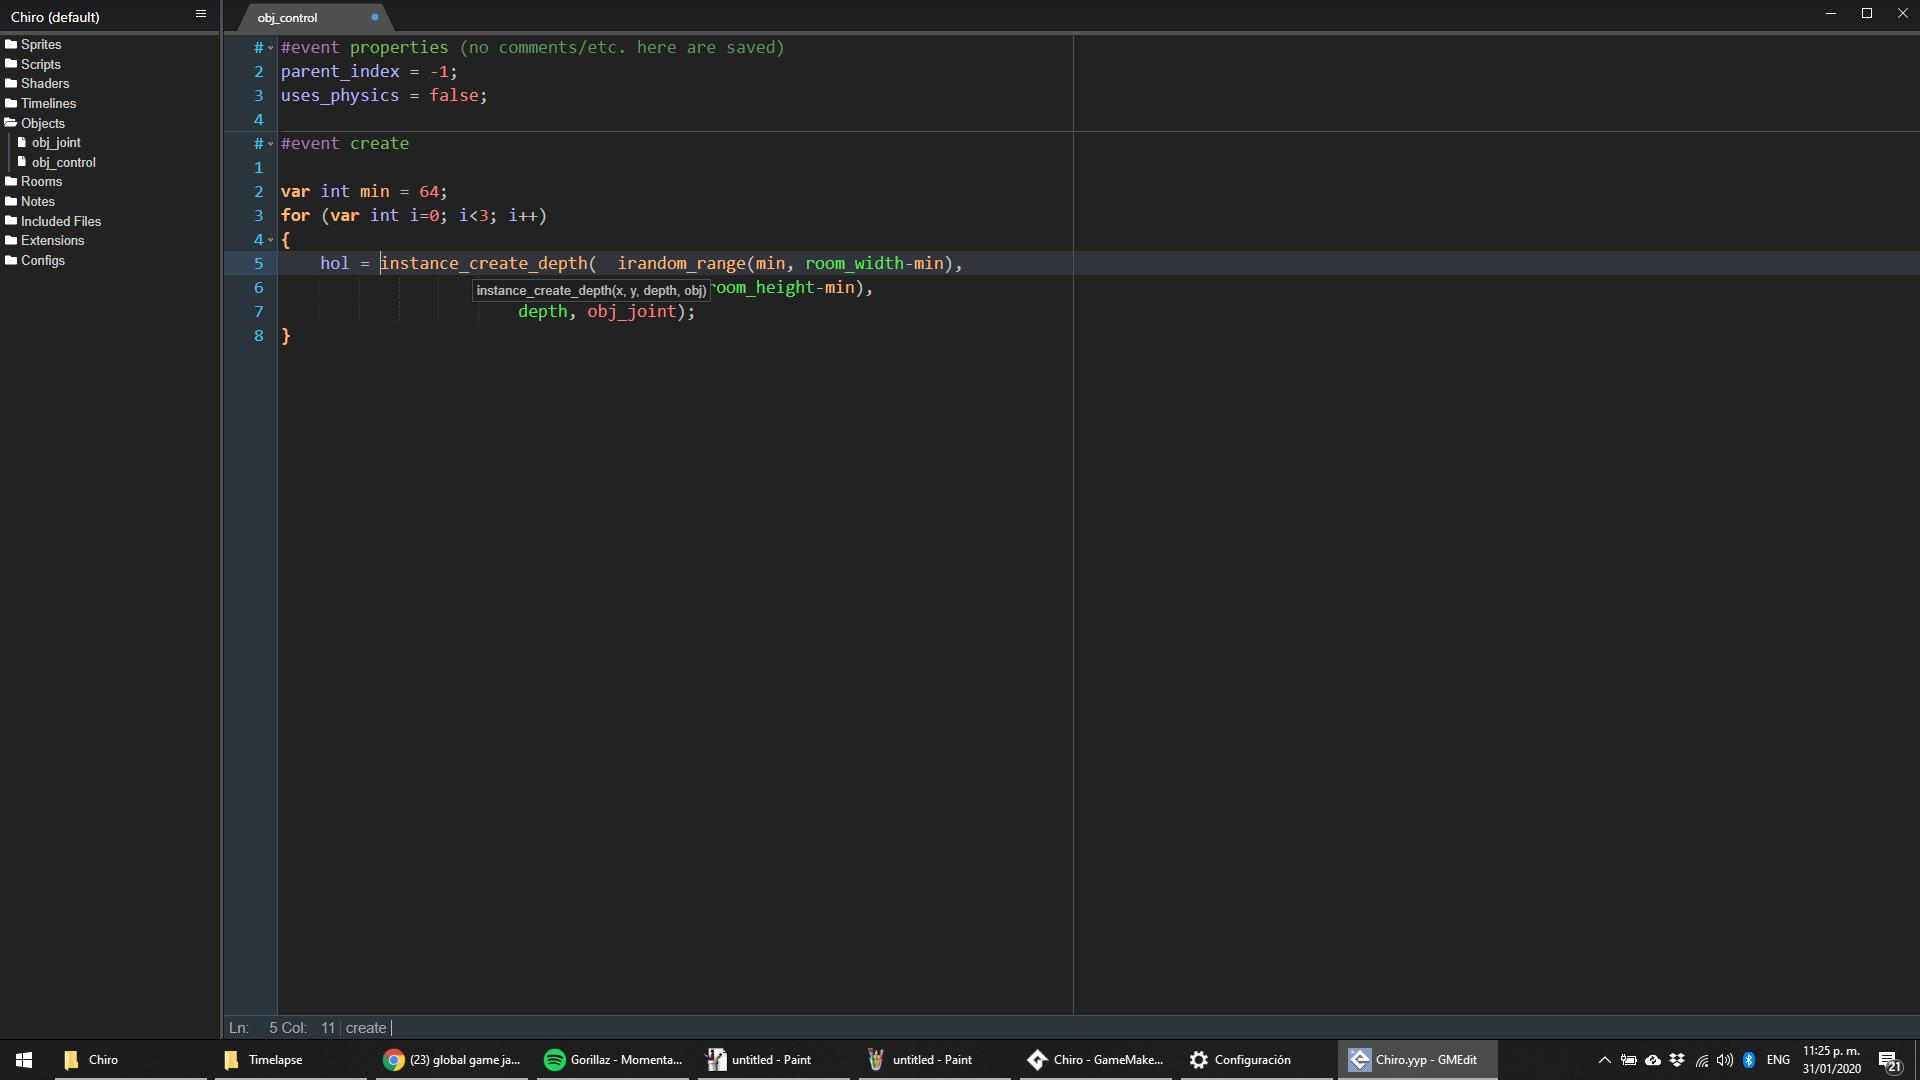 Chiro (default)
obj_control
Sprites
Scripts
Shaders
Timelines
Objects
obj_joint
obj_control
Rooms
Notes
Included Files
Extensions
Configs
# #event properties (no comments/etc. here are saved)
2 parent_index = -1;
3 uses_physics = false;
4
# #event create
1
2 var int min = 64;
3 for (var int i=0; i<3; i++)
4 {
5 hol = instance_create_depth(  irandom_range(min, room_width-min),
6 instance_create_depth(x, y, depth, obj) room_height-min),
7 depth, obj_joint);
8 }
Ln: 5 Col: 11 create
Chiro
Timelapse
(23) global game ja...
Gorillaz - Momenta...
untitled - Paint
untitled - Paint
Chiro - GameMake...
Configuración
Chiro.yyp - GMEdit
ENG
11:25 p. m.
31/01/2020
21